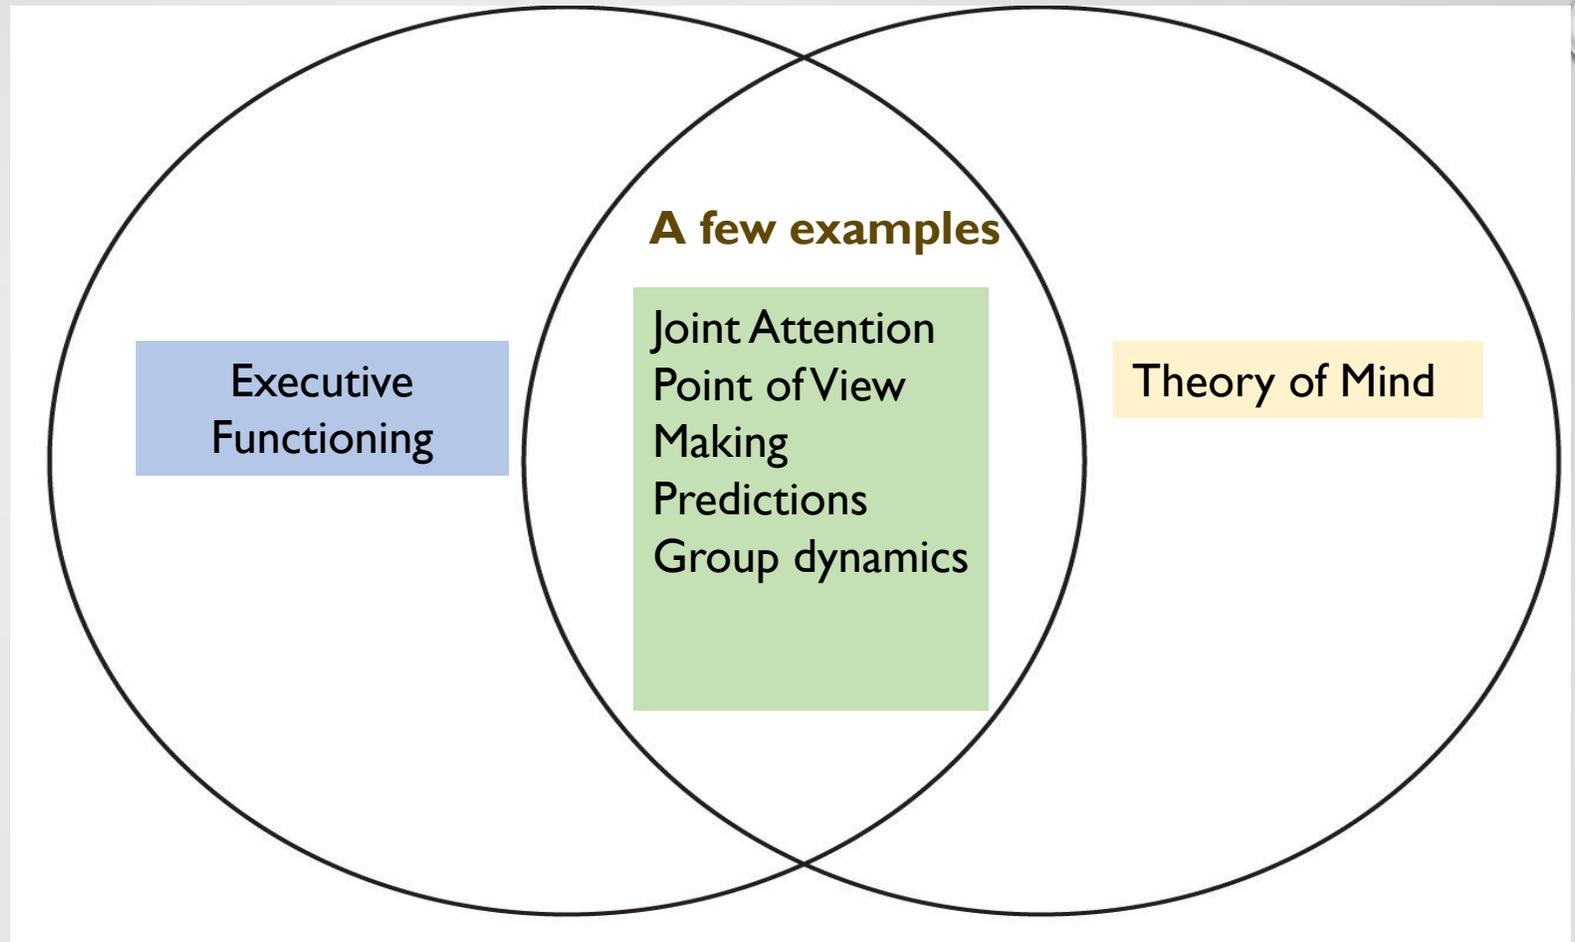 A few examples
Executive
Functioning
Joint Attention
Point of View
Making
Predictions
Group dynamics
Theory of Mind